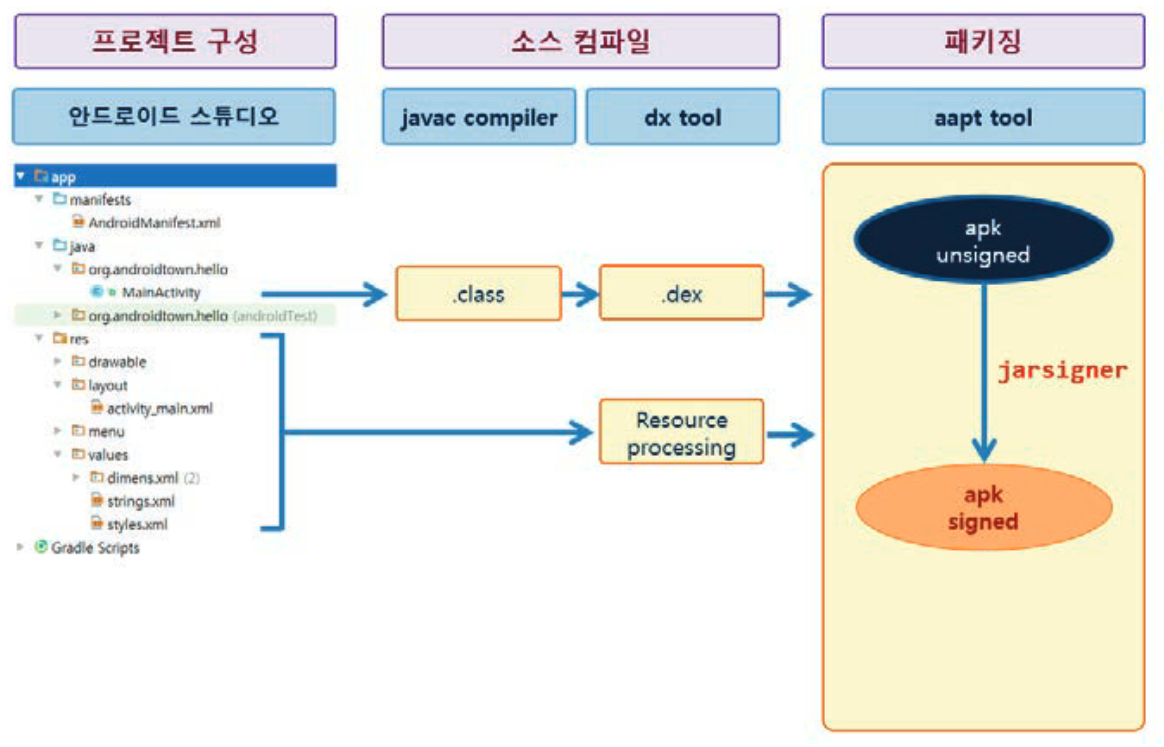 프로젝트 구성
소스 컴파일
패키징
안드로이드 스튜디오
javac compiler
dx tool
aapt tool
app
manifests
AndroidManifest.xml
java
org.androidtown.hello
MainActivity
org.androidtown.hello (androidTest)
res
drawable
layout
activity_main.xml
menu
values
dimens.xml (2)
strings.xml
styles.xml
Gradle Scripts
.class
.dex
Resource
processing
apk
unsigned
jarsigner
apk
signed